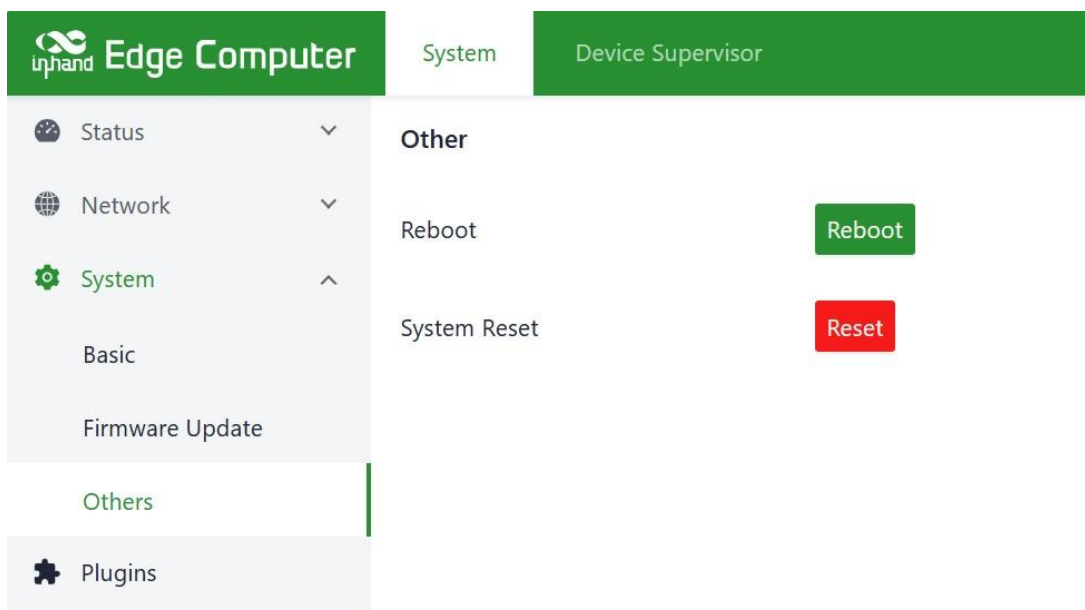 inhand Edge Computer
System
Device Supervisor
Status
Network
System
Basic
Firmware Update
Others
Plugins
Other
Reboot
Reboot
System Reset
Reset